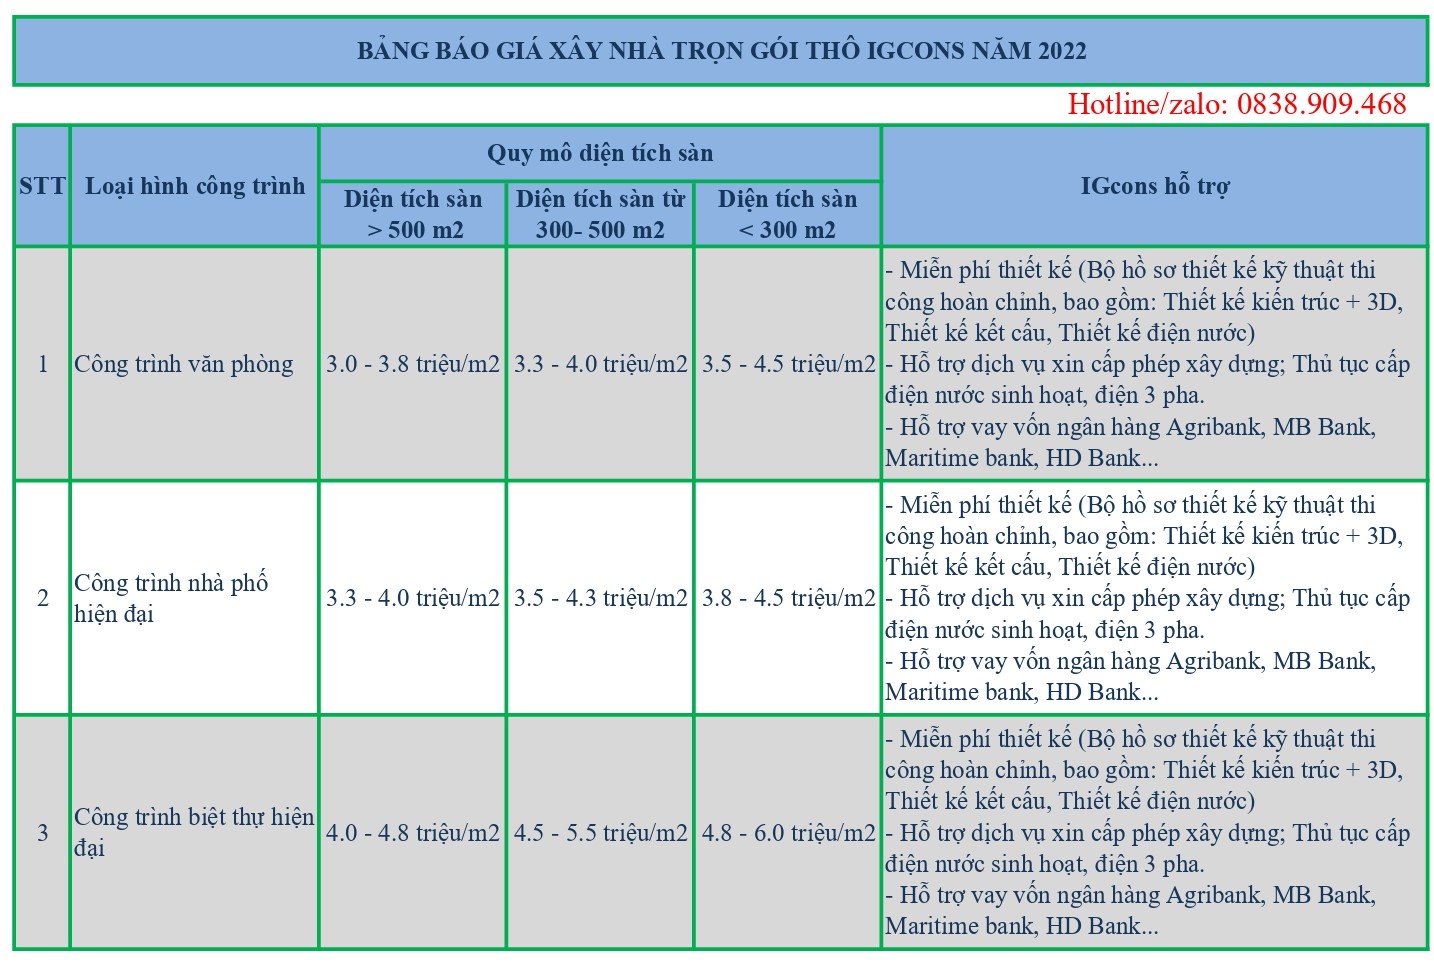 BẢNG BÁO GIÁ XÂY NHÀ TRỌN GÓI THÔ IGCONS NĂM 2022
Hotline/zalo: 0838.909.468
STT
Loại hình công trình
Quy mô diện tích sàn
IGcons hỗ trợ
Diện tích sàn
> 500 m2
Diện tích sàn từ
300- 500 m2
Diện tích sàn
< 300 m2
1
Công trình văn phòng
3.0 - 3.8 triệu/m2
3.3 - 4.0 triệu/m2
3.5 - 4.5 triệu/m2
- Miễn phí thiết kế (Bộ hồ sơ thiết kế kỹ thuật thi
công hoàn chỉnh, bao gồm: Thiết kế kiến trúc + 3D,
Thiết kế kết cấu, Thiết kế điện nước)
- Hỗ trợ dịch vụ xin cấp phép xây dựng; Thủ tục cấp
điện nước sinh hoạt, điện 3 pha.
- Hỗ trợ vay vốn ngân hàng Agribank, MB Bank,
Maritime bank, HD Bank...
2
Công trình nhà phố
hiện đại
3.3 - 4.0 triệu/m2
3.5 - 4.3 triệu/m2
3.8 - 4.5 triệu/m2
- Miễn phí thiết kế (Bộ hồ sơ thiết kế kỹ thuật thi
công hoàn chỉnh, bao gồm: Thiết kế kiến trúc + 3D,
Thiết kế kết cấu, Thiết kế điện nước)
- Hỗ trợ dịch vụ xin cấp phép xây dựng; Thủ tục cấp
điện nước sinh hoạt, điện 3 pha.
- Hỗ trợ vay vốn ngân hàng Agribank, MB Bank,
Maritime bank, HD Bank...
3
Công trình biệt thự hiện
đại
4.0 - 4.8 triệu/m2
4.5 - 5.5 triệu/m2
4.8 - 6.0 triệu/m2
- Miễn phí thiết kế (Bộ hồ sơ thiết kế kỹ thuật thi
công hoàn chỉnh, bao gồm: Thiết kế kiến trúc + 3D,
Thiết kế kết cấu, Thiết kế điện nước)
- Hỗ trợ dịch vụ xin cấp phép xây dựng; Thủ tục cấp
điện nước sinh hoạt, điện 3 pha.
- Hỗ trợ vay vốn ngân hàng Agribank, MB Bank,
Maritime bank, HD Bank...